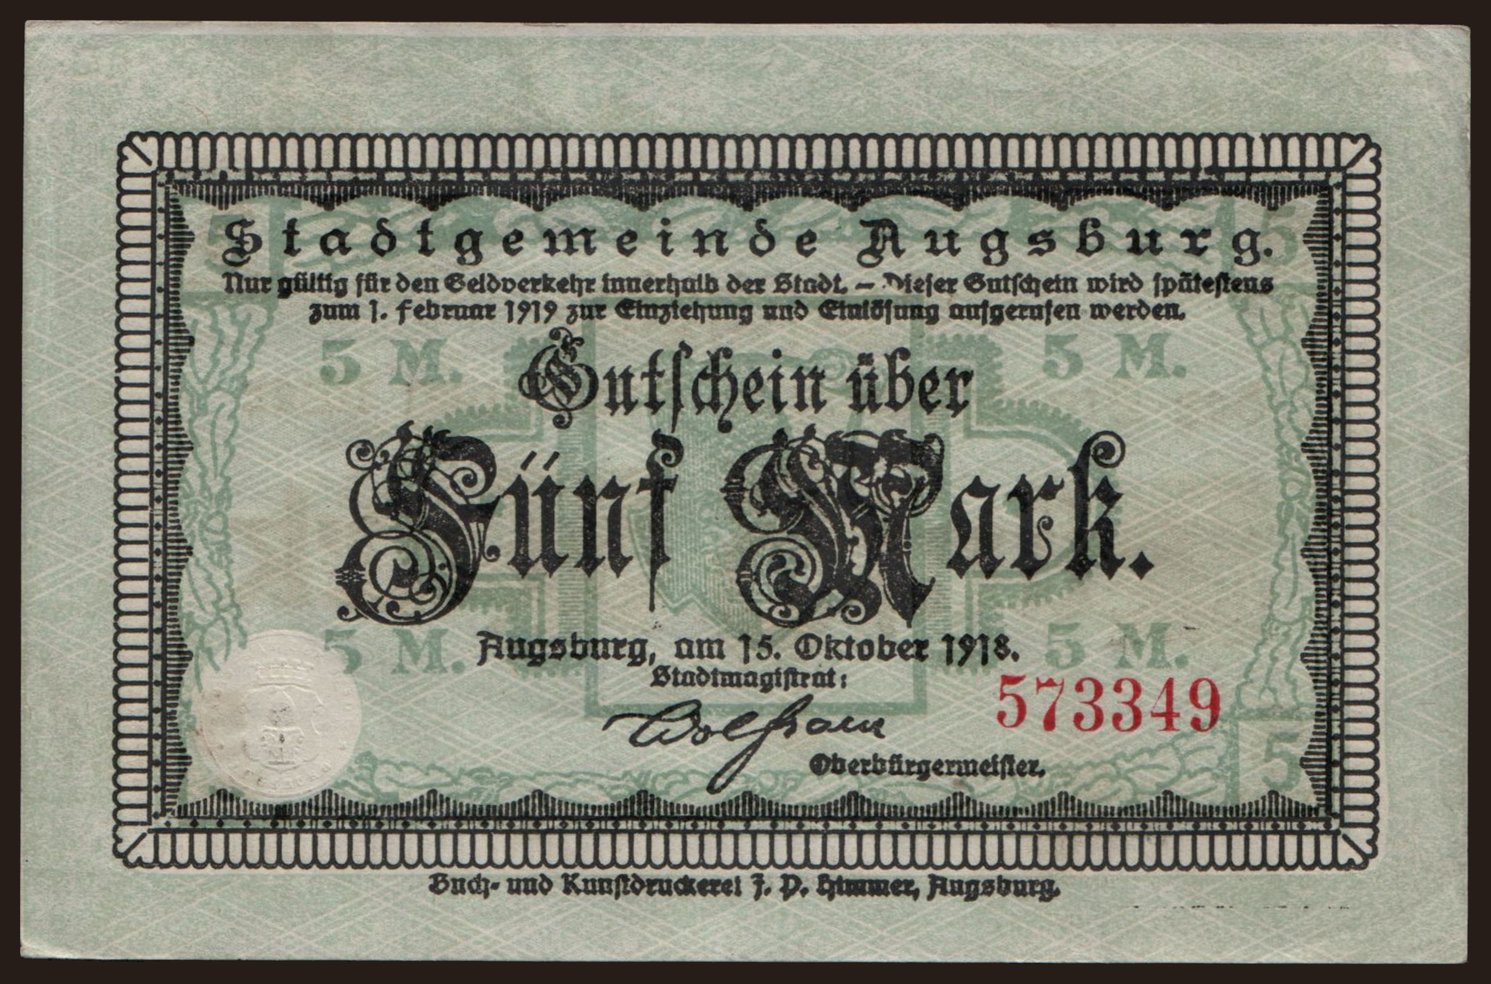 Stadtgemeinde Augsburg.
Nur gültig für den Geldverkehr innerhalb der Stadt. – Dieser Gutschein wird spätestens
zum 1. Februar 1919 zur Einziehung und Einlösung aufgerufen werden.
5 M. 5 M.
Gutschein über
Fünf Mark.
5 M. 5 M.
Augsburg, am 15. Oktober 1918.
Stadtmagistrat:
573349
Wolfram
Oberbürgermeister.
5
Buch- und Kunstdruckerei J. P. Himmer, Augsburg.